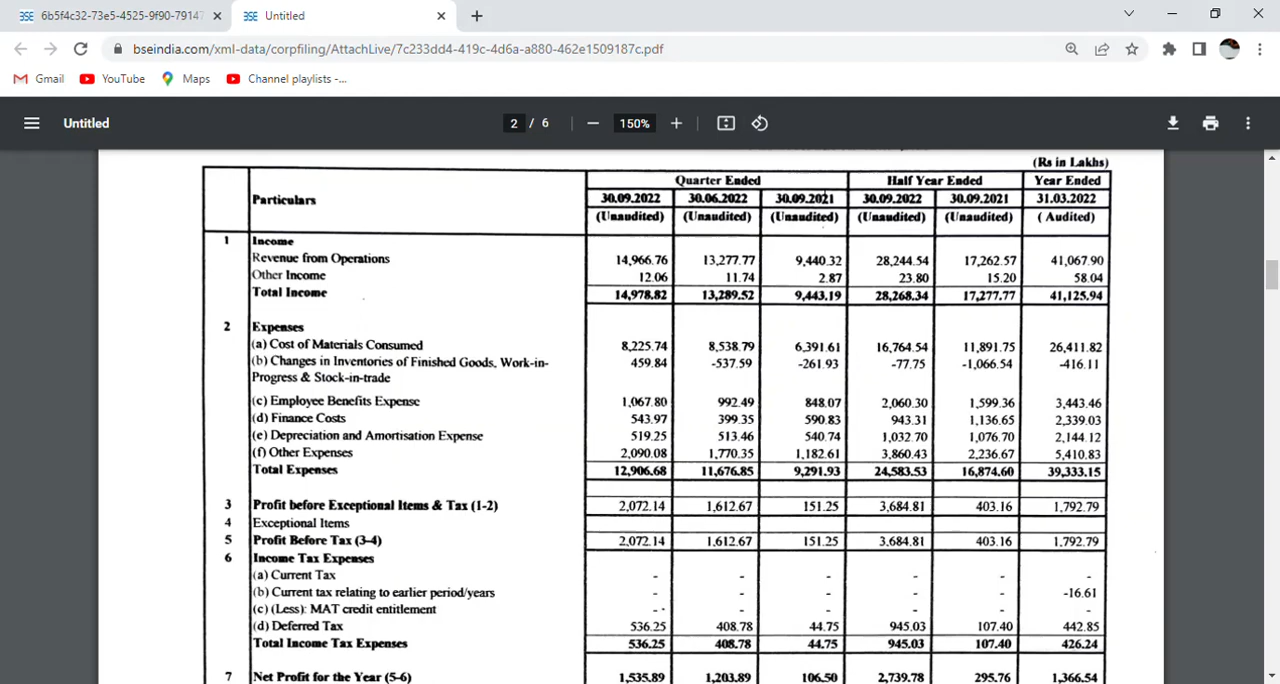 6b5f4c32-73e5-4525-9f90-79147
Untitled
bseindia.com/xml-data/corpfiling/AttachLive/7c233dd4-419c-4d6a-a880-462e1509187c.pdf
Gmail YouTube Maps Channel playlists -...
Untitled 2 / 6 150%
(Rs in Lakhs)
Particulars Quarter Ended Half Year Ended Year Ended
30.09.2022 30.06.2022 30.09.2021 30.09.2022 30.09.2021 31.03.2022
(Unaudited) (Unaudited) (Unaudited) (Unaudited) (Unaudited) ( Audited)
1 Income
Revenue from Operations 14,966.76 13,277.77 9,440.32 28,244.54 17,262.57 41,067.90
Other Income 12.06 11.74 2.87 23.80 15.20 58.04
Total Income 14,978.82 13,289.52 9,443.19 28,268.34 17,277.77 41,125.94
2 Expenses
(a) Cost of Materials Consumed 8,225.74 8,538.79 6,391.61 16,764.54 11,891.75 26,411.82
(b) Changes in Inventories of Finished Goods, Work-in- 459.84 -537.59 -261.93 -77.75 -1,066.54 -416.11
Progress & Stock-in-trade
(c) Employee Benefits Expense 1,067.80 992.49 848.07 2,060.30 1,599.36 3,443.46
(d) Finance Costs 543.97 399.35 590.83 943.31 1,136.65 2,339.03
(e) Depreciation and Amortisation Expense 519.25 513.46 540.74 1,032.70 1,076.70 2,144.12
(f) Other Expenses 2,090.08 1,770.35 1,182.61 3,860.43 2,236.67 5,410.83
Total Expenses 12,906.68 11,676.85 9,291.93 24,583.53 16,874.60 39,333.15
3 Profit before Exceptional Items & Tax (1-2) 2,072.14 1,612.67 151.25 3,684.81 403.16 1,792.79
4 Exceptional Items
5 Profit Before Tax (3-4) 2,072.14 1,612.67 151.25 3,684.81 403.16 1,792.79
6 Income Tax Expenses
(a) Current Tax - - - - - -
(b) Current tax relating to earlier period/years - - - - - -16.61
(c) (Less): MAT credit entitlement - - - - - -
(d) Deferred Tax 536.25 408.78 44.75 945.03 107.40 442.85
Total Income Tax Expenses 536.25 408.78 44.75 945.03 107.40 426.24
7 Net Profit for the Year (5-6) 1,535.89 1,203.89 106.50 2,739.78 295.76 1,366.54